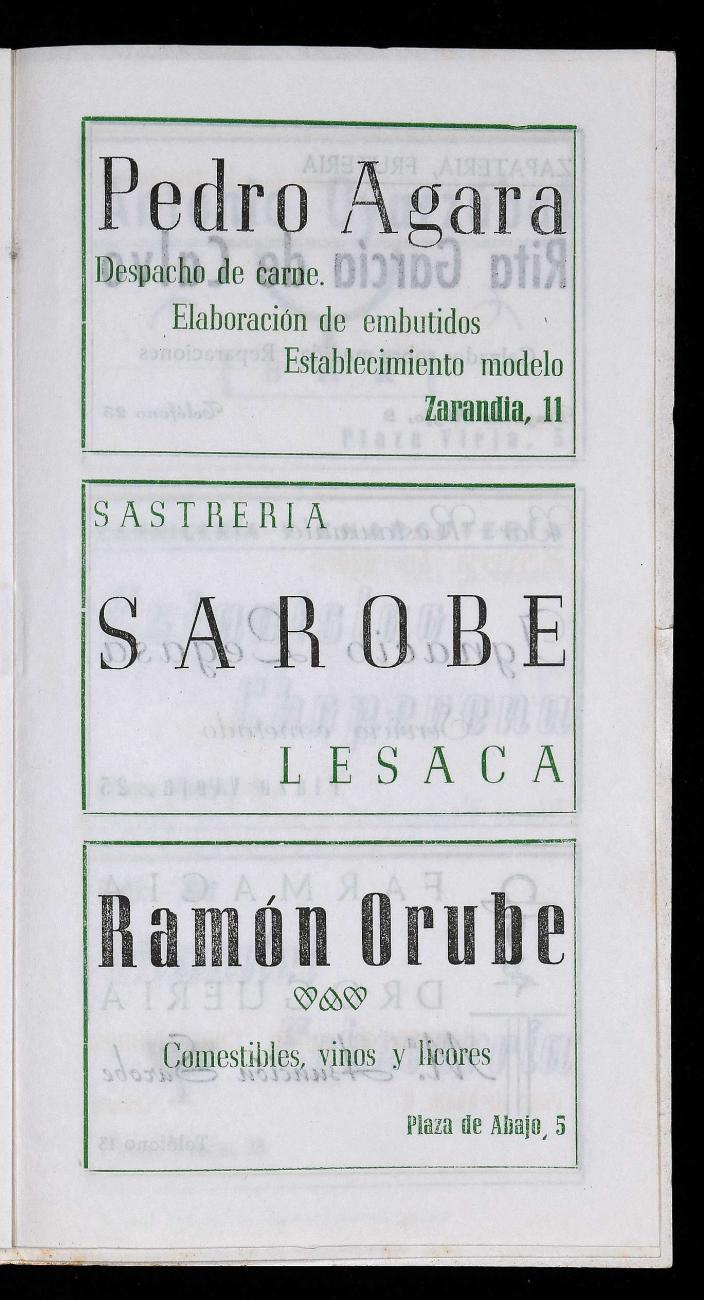 Pedro Agara
Despacho de carne.
Elaboración de embutidos
Establecimiento modelo
Zarandia, 11
SASTRERIA
SAROBE
LESACA
Ramón Orube
Comestibles, vinos y licores
Plaza de Abajo, 5